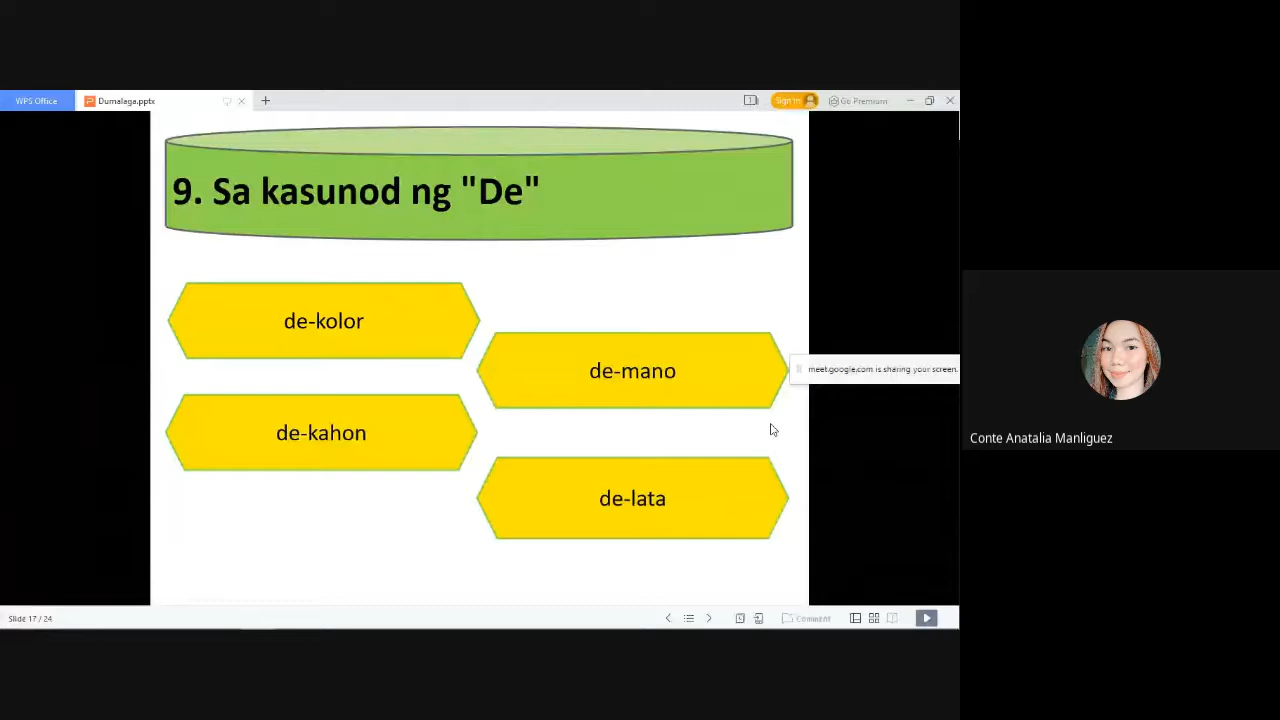 WPS Office
Dumalaga.pptx
Sign in
Go Premium
9. Sa kasunod ng "De"
de-kolor
de-mano
meet.google.com is sharing your screen.
de-kahon
Conte Anatalia Manliguez
de-lata
Slide 17 / 24
Comment